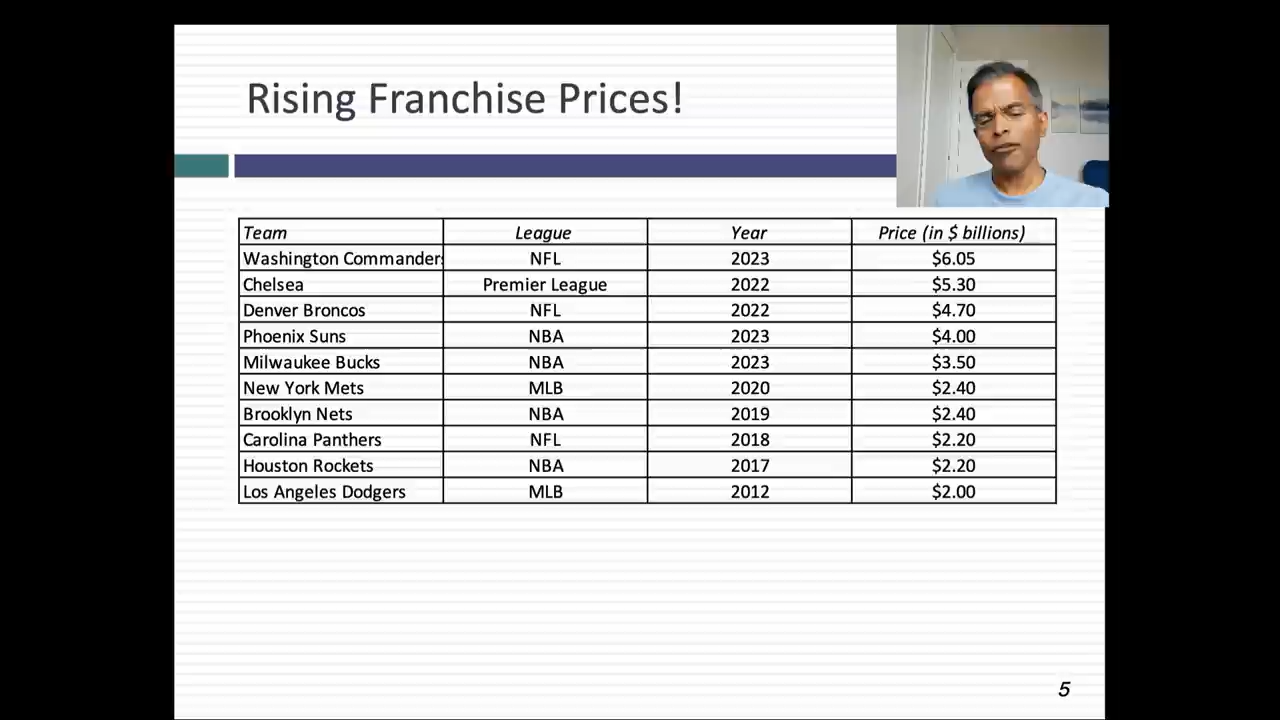 Rising Franchise Prices!
Team League Year Price (in $ billions)
Washington Commanders NFL 2023 $6.05
Chelsea Premier League 2022 $5.30
Denver Broncos NFL 2022 $4.70
Phoenix Suns NBA 2023 $4.00
Milwaukee Bucks NBA 2023 $3.50
New York Mets MLB 2020 $2.40
Brooklyn Nets NBA 2019 $2.40
Carolina Panthers NFL 2018 $2.20
Houston Rockets NBA 2017 $2.20
Los Angeles Dodgers MLB 2012 $2.00
5